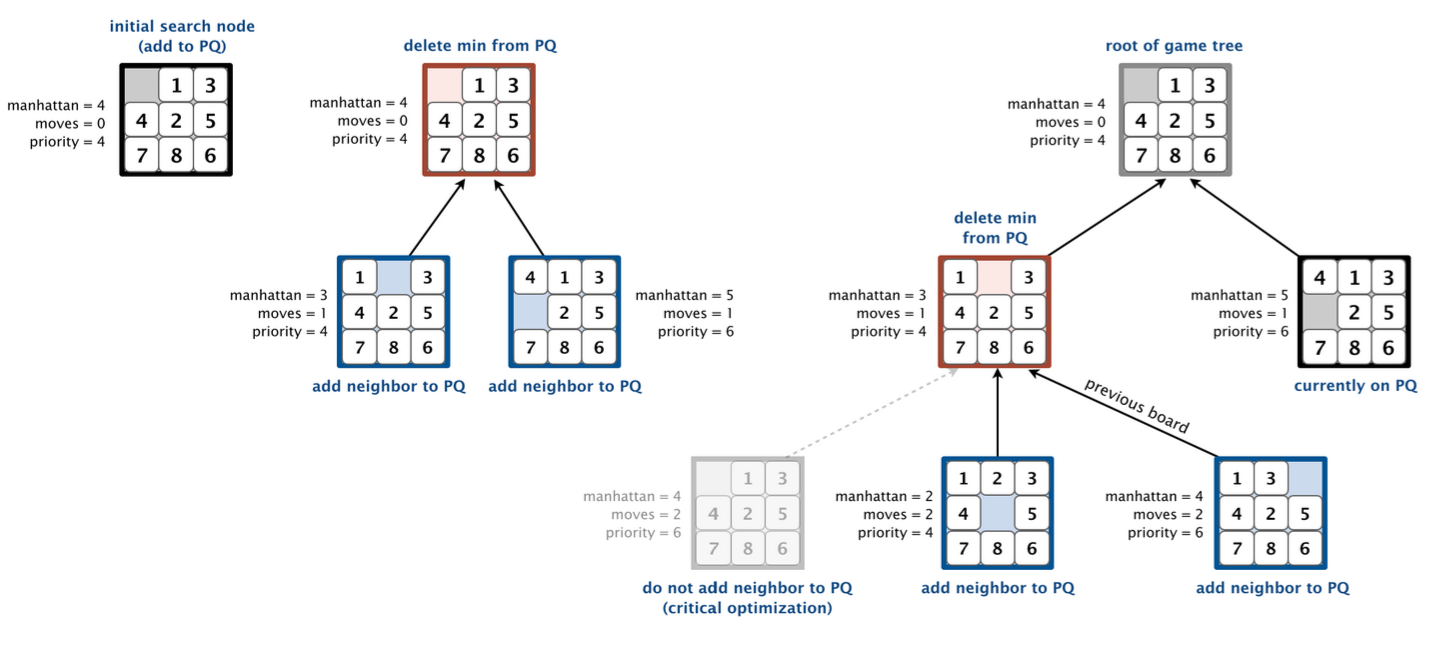 initial search node
(add to PQ)
manhattan = 4
moves = 0
priority = 4
1 3
4 2 5
7 8 6
delete min from PQ
manhattan = 4
moves = 0
priority = 4
1 3
4 2 5
7 8 6
manhattan = 3
moves = 1
priority = 4
1 3
4 2 5
7 8 6
add neighbor to PQ
4 1 3
2 5
7 8 6
manhattan = 5
moves = 1
priority = 6
add neighbor to PQ
root of game tree
manhattan = 4
moves = 0
priority = 4
1 3
4 2 5
7 8 6
delete min
from PQ
manhattan = 3
moves = 1
priority = 4
1 3
4 2 5
7 8 6
manhattan = 5
moves = 1
priority = 6
4 1 3
2 5
7 8 6
currently on PQ
previous board
manhattan = 4
moves = 2
priority = 6
1 3
4 2 5
7 8 6
do not add neighbor to PQ
(critical optimization)
manhattan = 2
moves = 2
priority = 4
1 2 3
4 5
7 8 6
add neighbor to PQ
manhattan = 4
moves = 2
priority = 6
1 3
4 2 5
7 8 6
add neighbor to PQ